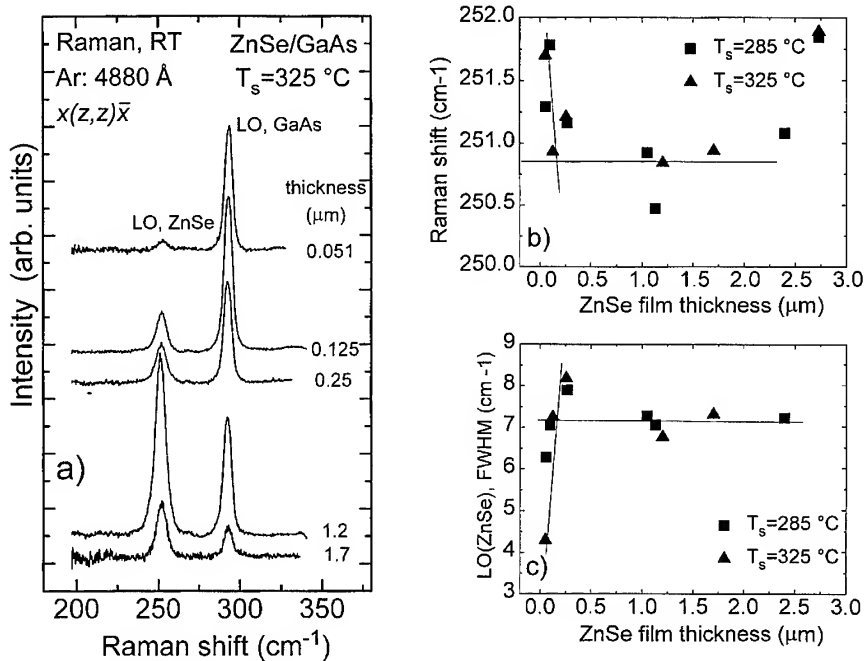 Raman, RT ZnSe/GaAs
Ar: 4880 Å Tₛ=325 °C
x(z,z)x̄
LO, GaAs
thickness
(μm)
LO, ZnSe
0.051
0.125
0.25
a)
1.2
1.7
Intensity (arb. units)
200 250 300 350
Raman shift (cm⁻¹)
252.0
251.5
251.0
250.5
250.0
Raman shift (cm-1)
Tₛ=285 °C
Tₛ=325 °C
b)
0.0 0.5 1.0 1.5 2.0 2.5 3.0
ZnSe film thickness (μm)
9
8
7
6
5
4
3
LO(ZnSe), FWHM (cm -1)
Tₛ=285 °C
Tₛ=325 °C
c)
0.0 0.5 1.0 1.5 2.0 2.5 3.0
ZnSe film thickness (μm)